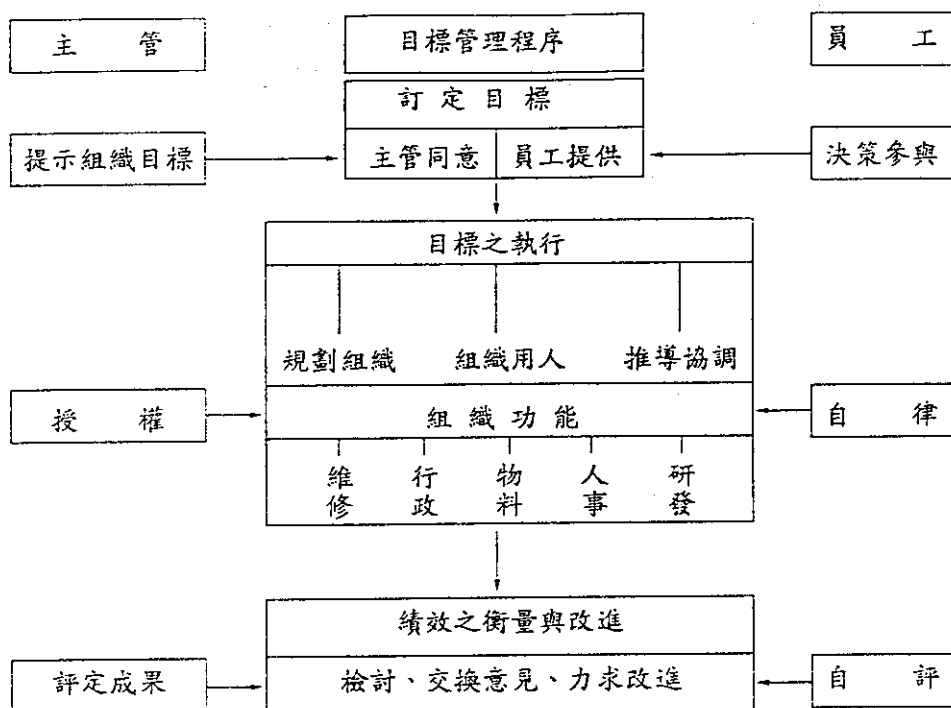 主管
目標管理程序
員工
訂定目標
提示組織目標
主管同意
員工提供
決策參與
目標之執行
規劃組織
組織用人
推導協調
授權
組織功能
自律
維修
行政
物料
人事
研發
績效之衡量與改進
評定成果
檢討、交換意見、力求改進
自評